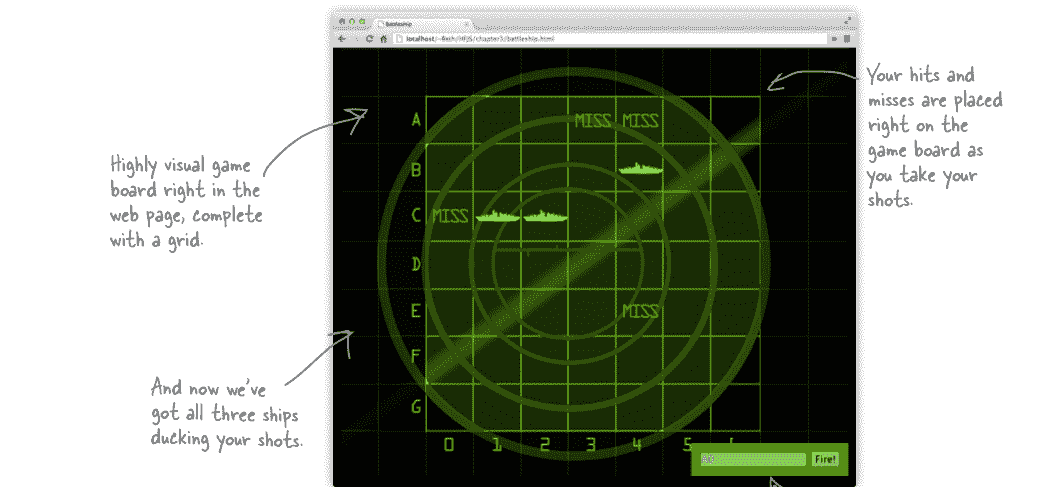 battleship
Your hits and
misses are placed
right on the
game board as
you take your
shots.
Highly visual game
board right in the
web page, complete
with a grid.
And now we've
got all three ships
ducking your shots.
A MISS MISS
B
C MISS
D
E MISS
F
G
0 1 2 3 4 5
Fire!